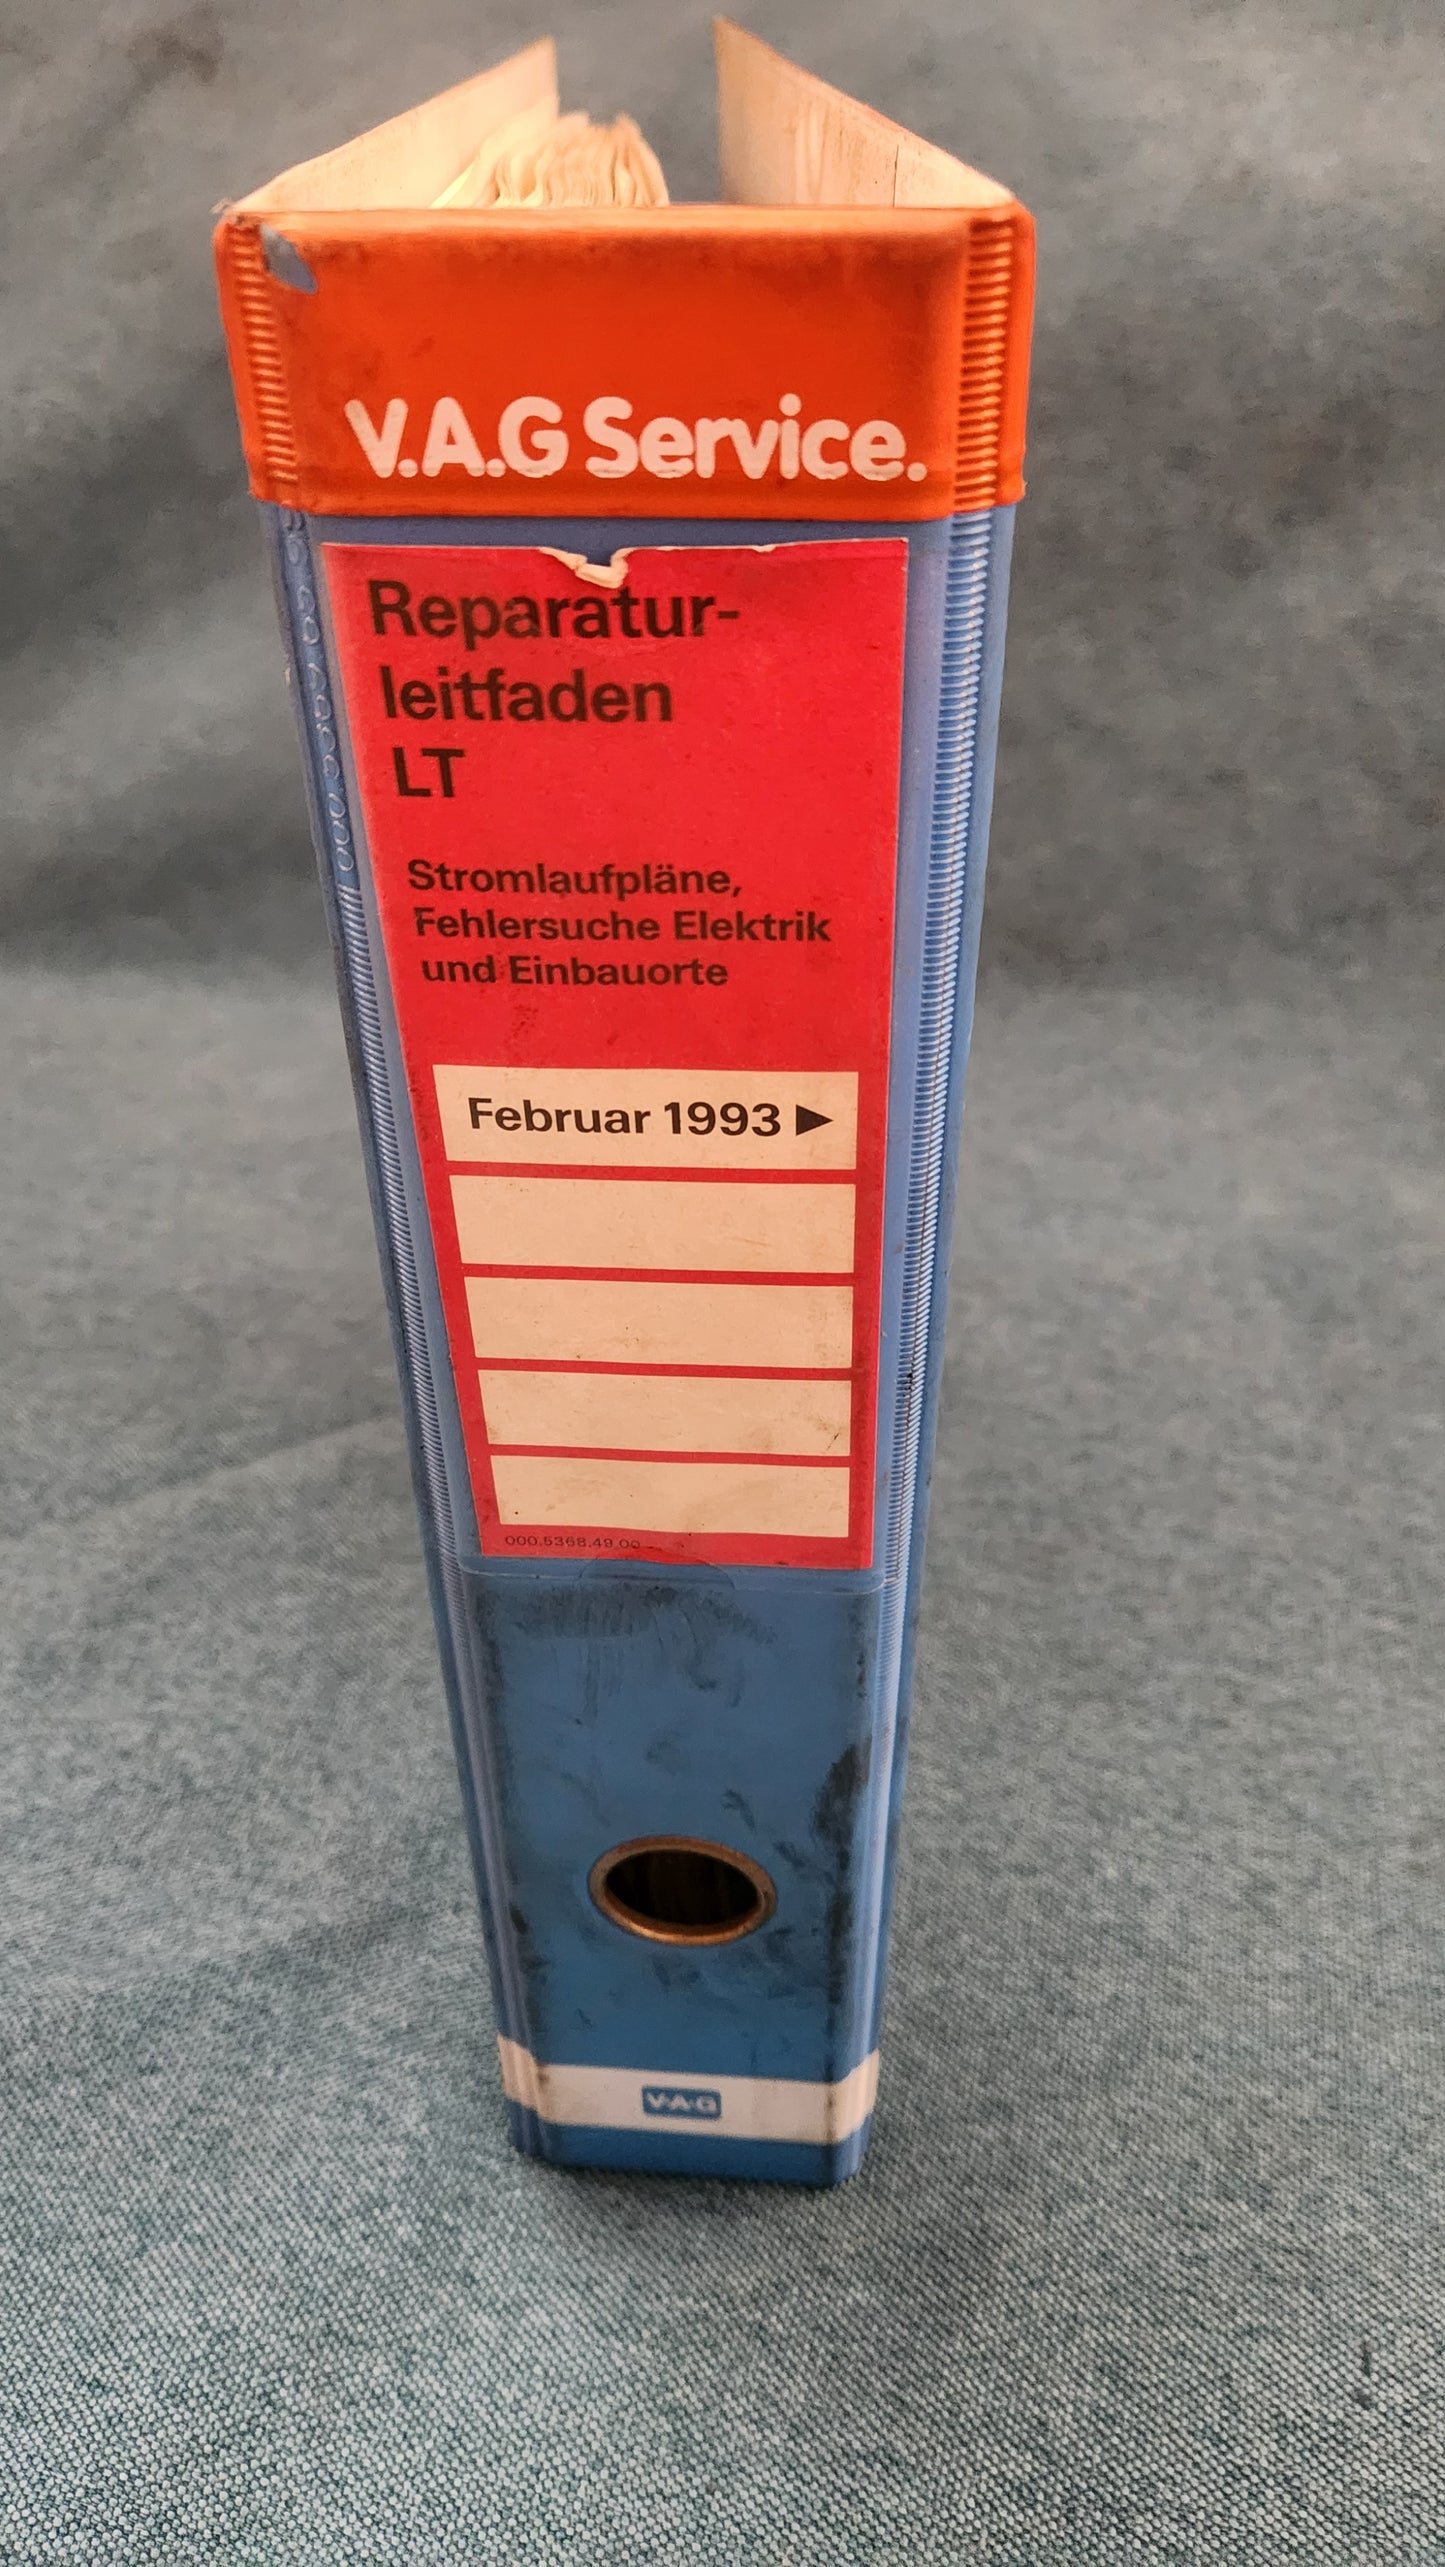 V.A.G Service.
Reparatur-
leitfaden
LT
Stromlaufpläne,
Fehlersuche Elektrik
und Einbauorte
Februar 1993 ▶
000.5368.49.00
V·A·G